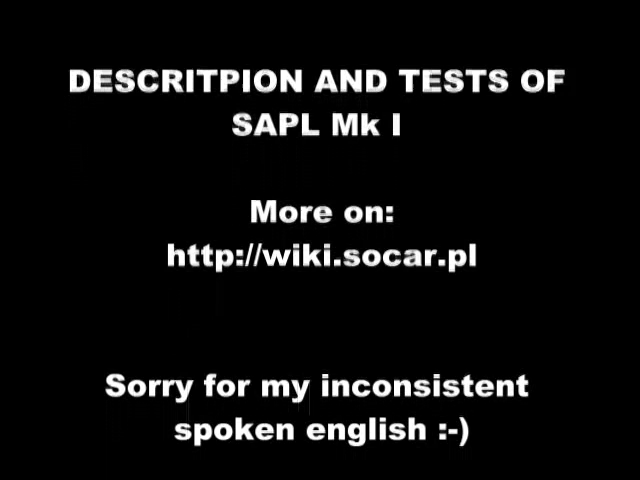 DESCRITPION AND TESTS OF
SAPL Mk I
More on:
http://wiki.socar.pl
Sorry for my inconsistent
spoken english :-)